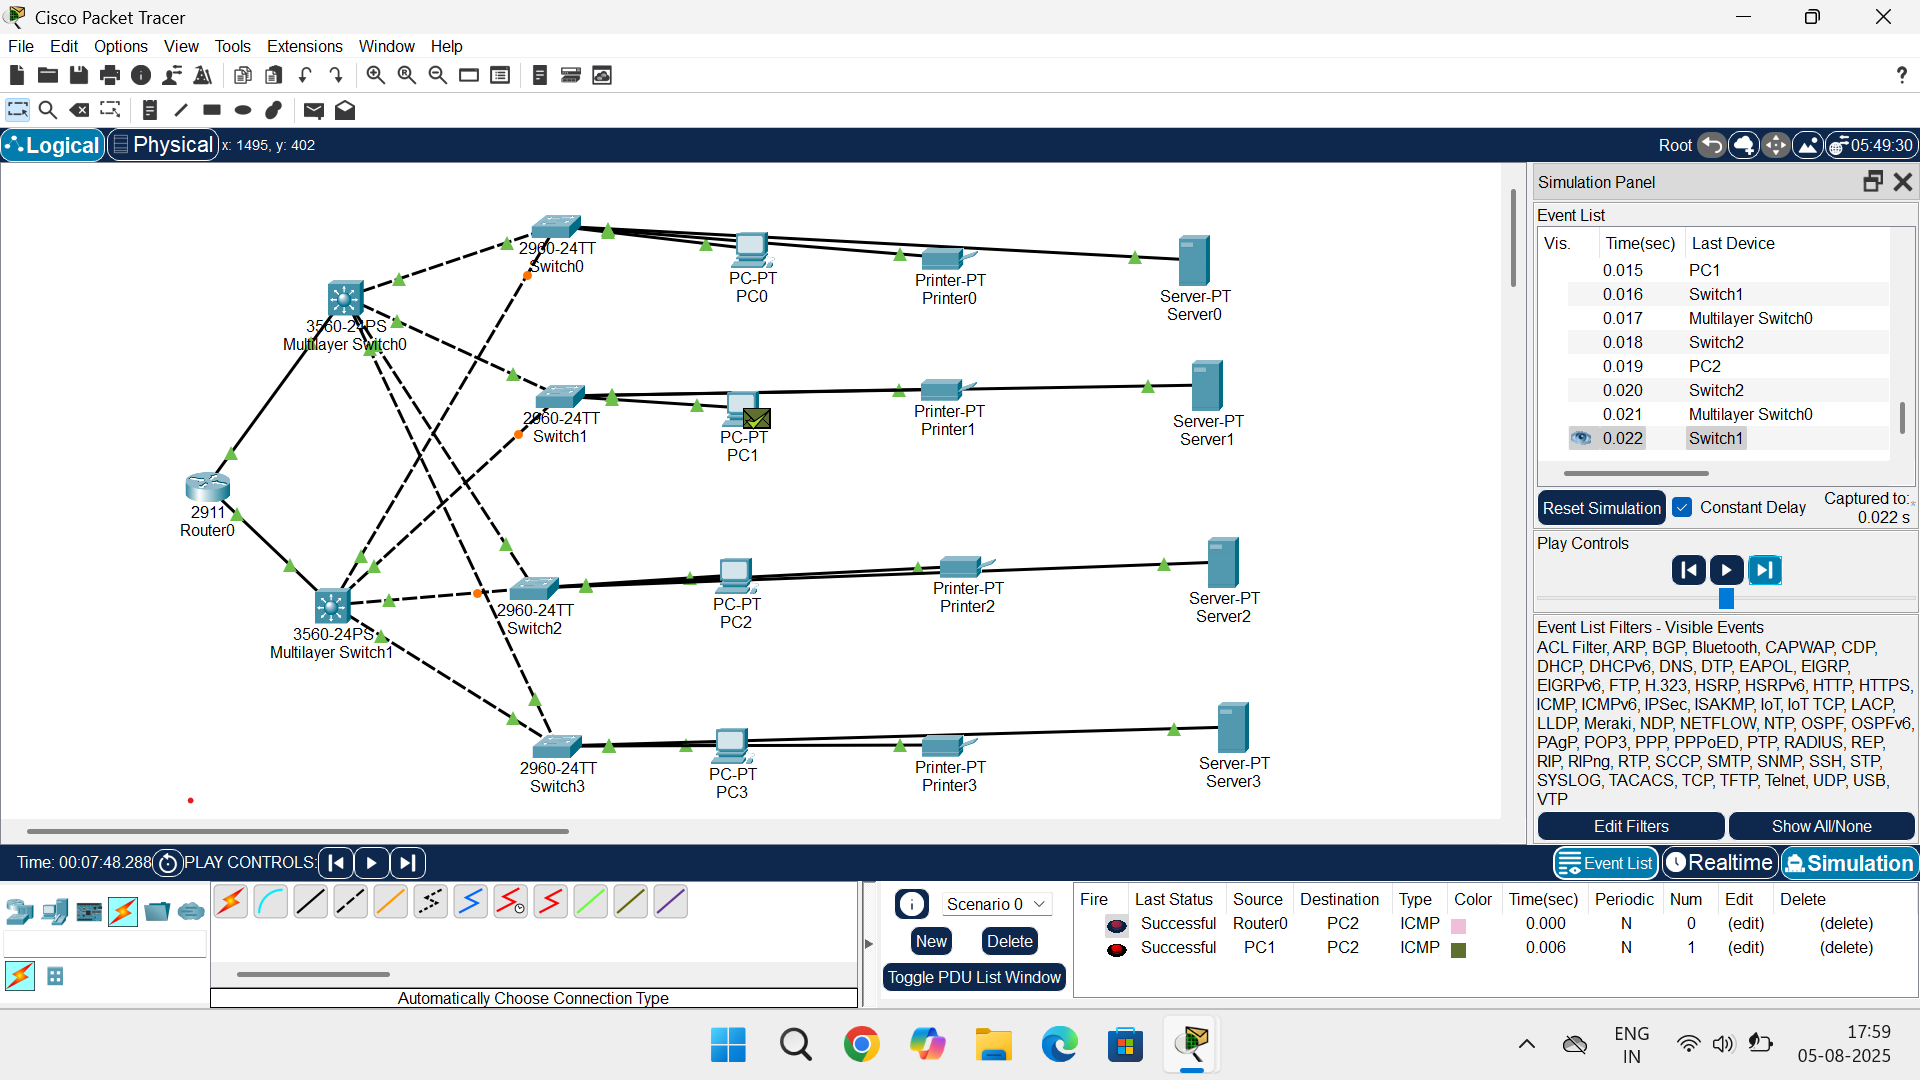 Cisco Packet Tracer
File Edit Options View Tools Extensions Window Help
?
Logical Physical x: 1495, y: 402
Root 05:49:30
2960-24TT
Switch0
PC-PT
PC0
Printer-PT
Printer0
Server-PT
Server0
3560-24PS
Multilayer Switch0
2960-24TT
Switch1
PC-PT
PC1
Printer-PT
Printer1
Server-PT
Server1
2911
Router0
3560-24PS
Multilayer Switch1
2960-24TT
Switch2
PC-PT
PC2
Printer-PT
Printer2
Server-PT
Server2
2960-24TT
Switch3
PC-PT
PC3
Printer-PT
Printer3
Server-PT
Server3
Simulation Panel
Event List
Vis. Time(sec) Last Device
0.015 PC1
0.016 Switch1
0.017 Multilayer Switch0
0.018 Switch2
0.019 PC2
0.020 Switch2
0.021 Multilayer Switch0
0.022 Switch1
Reset Simulation Constant Delay Captured to:
0.022 s
Play Controls
Event List Filters - Visible Events
ACL Filter, ARP, BGP, Bluetooth, CAPWAP, CDP,
DHCP, DHCPv6, DNS, DTP, EAPOL, EIGRP,
EIGRPv6, FTP, H.323, HSRP, HSRPv6, HTTP, HTTPS,
ICMP, ICMPv6, IPSec, ISAKMP, IoT, IoT TCP, LACP,
LLDP, Meraki, NDP, NETFLOW, NTP, OSPF, OSPFv6,
PAgP, POP3, PPP, PPPoED, PTP, RADIUS, REP,
RIP, RIPng, RTP, SCCP, SMTP, SNMP, SSH, STP,
SYSLOG, TACACS, TCP, TFTP, Telnet, UDP, USB,
VTP
Edit Filters Show All/None
Time: 00:07:48.288 PLAY CONTROLS:
Event List Realtime Simulation
Scenario 0
New Delete
Toggle PDU List Window
Automatically Choose Connection Type
Fire Last Status Source Destination Type Color Time(sec) Periodic Num Edit Delete
Successful Router0 PC2 ICMP 0.000 N 0 (edit) (delete)
Successful PC1 PC2 ICMP 0.006 N 1 (edit) (delete)
ENG
IN
17:59
05-08-2025